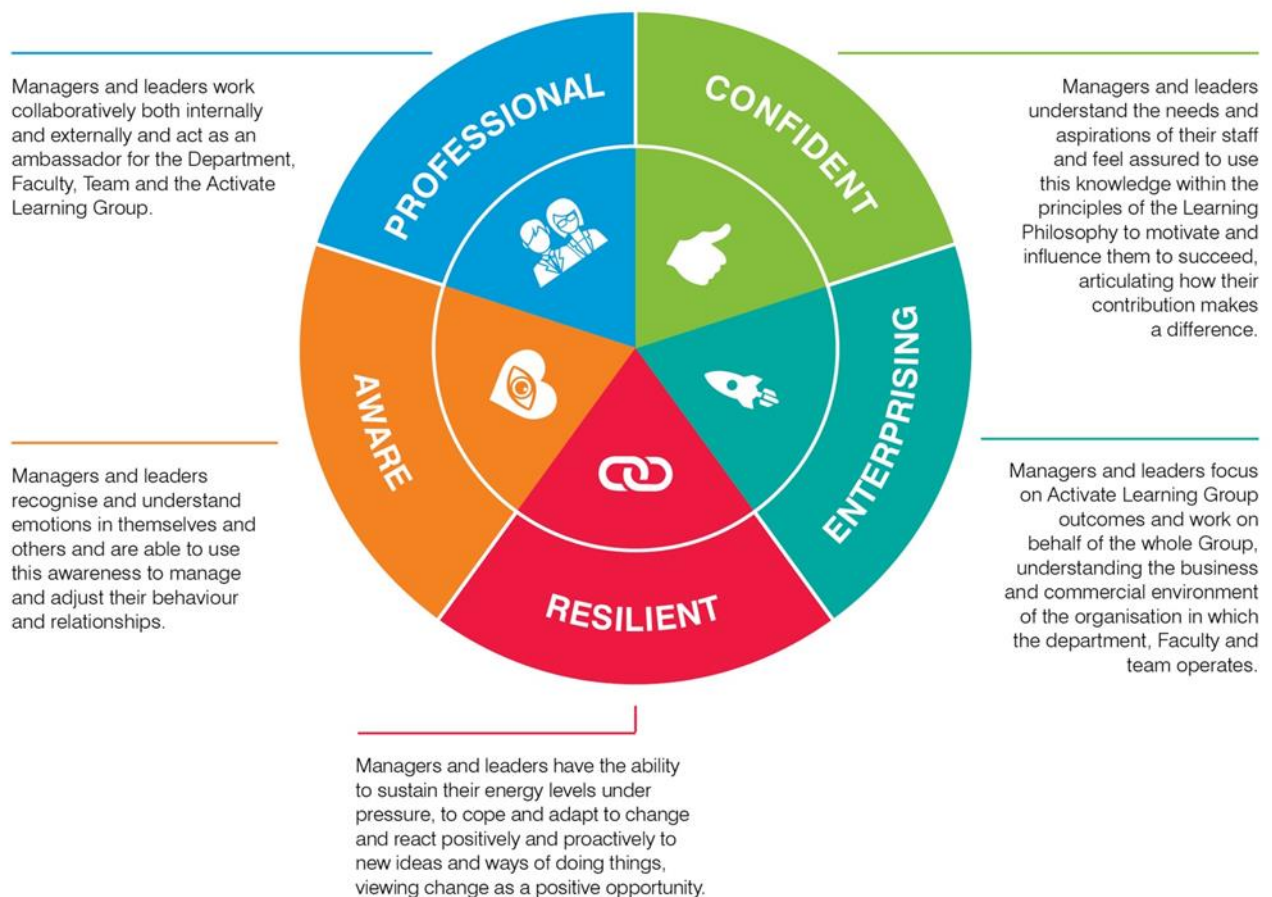 PROFESSIONAL
Managers and leaders work
collaboratively both internally
and externally and act as an
ambassador for the Department,
Faculty, Team and the Activate
Learning Group.
CONFIDENT
Managers and leaders
understand the needs and
aspirations of their staff
and feel assured to use
this knowledge within the
principles of the Learning
Philosophy to motivate and
influence them to succeed,
articulating how their
contribution makes
a difference.
AWARE
Managers and leaders
recognise and understand
emotions in themselves and
others and are able to use
this awareness to manage
and adjust their behaviour
and relationships.
ENTERPRISING
Managers and leaders focus
on Activate Learning Group
outcomes and work on
behalf of the whole Group,
understanding the business
and commercial environment
of the organisation in which
the department, Faculty and
team operates.
RESILIENT
Managers and leaders have the ability
to sustain their energy levels under
pressure, to cope and adapt to change
and react positively and proactively to
new ideas and ways of doing things,
viewing change as a positive opportunity.